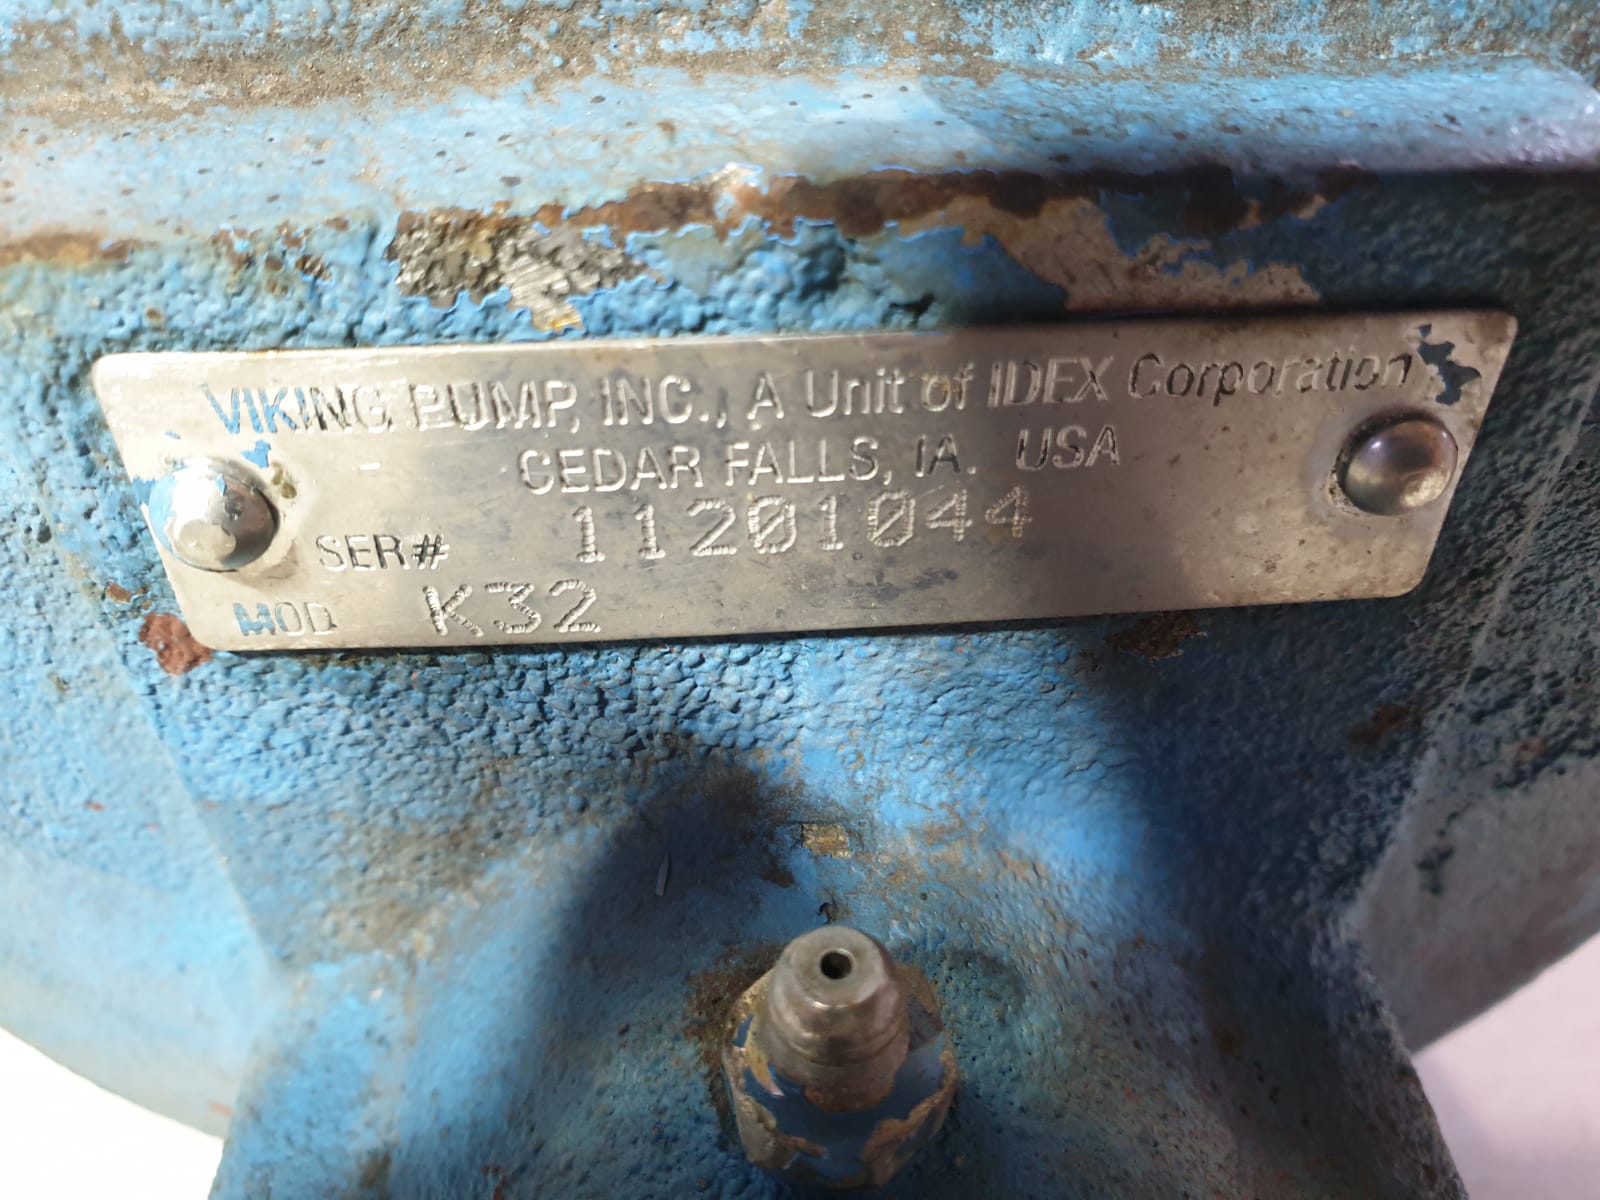 VIKING PUMP, INC., A Unit of IDEX Corporation
CEDAR FALLS, IA. USA
SER# 11201044
MOD K32